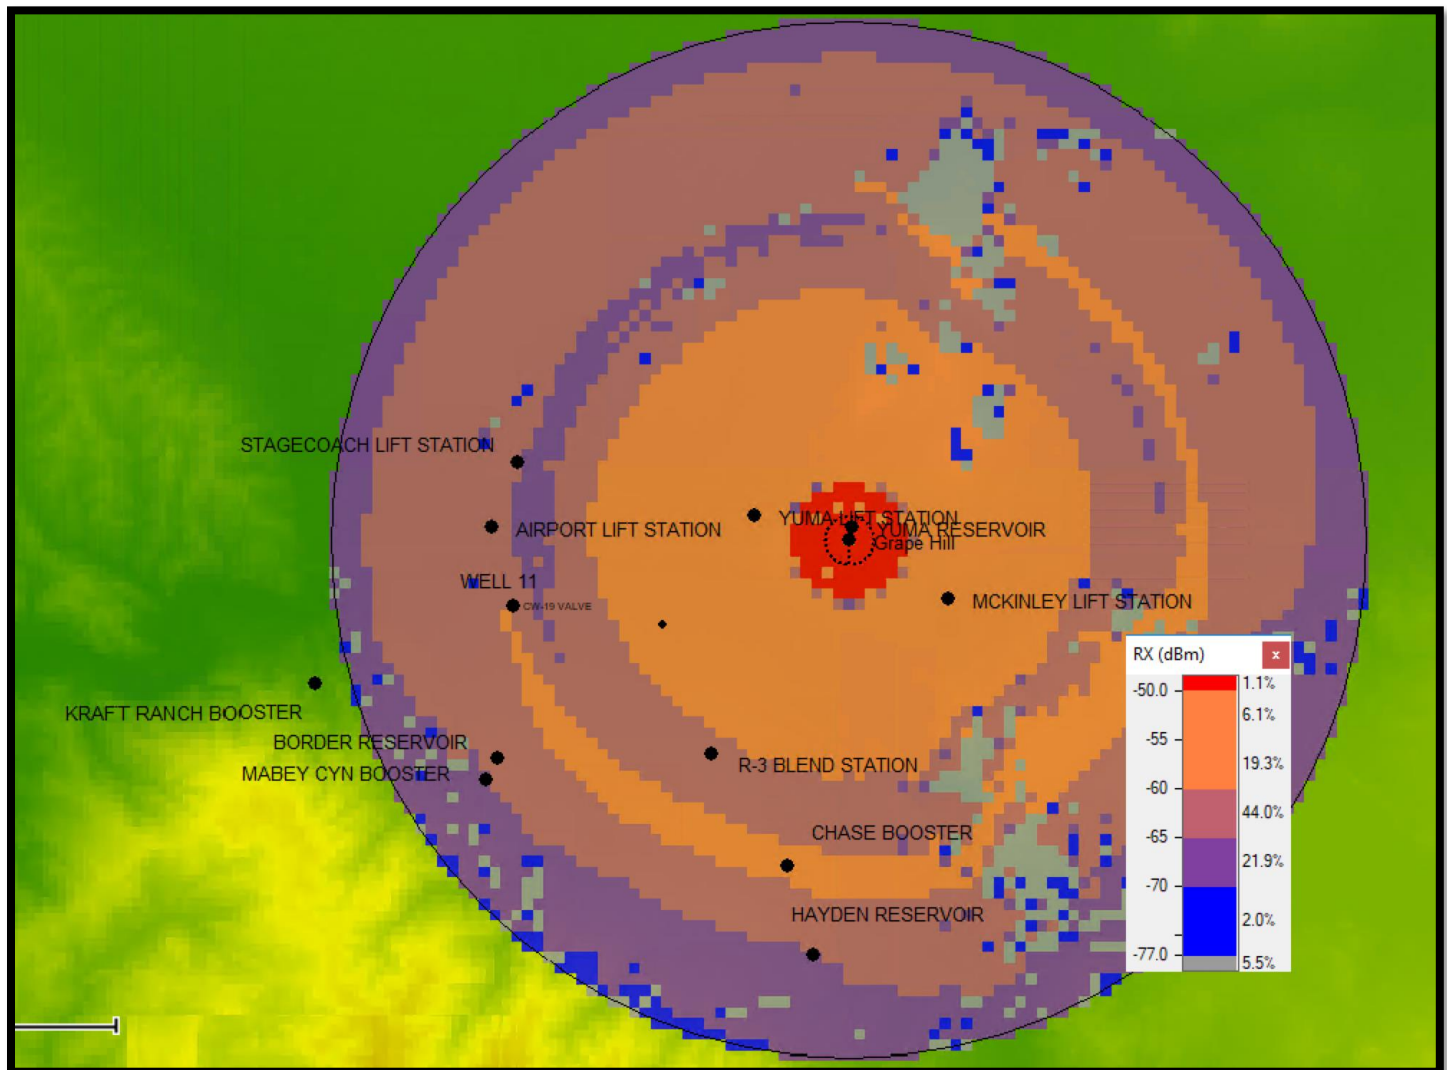 STAGECOACH LIFT STATION
YUMA LIFT STATION
AIRPORT LIFT STATION
YUMA RESERVOIR
Grape Hill
WELL 11
CW-19 VALVE
MCKINLEY LIFT STATION
RX (dBm)
x
-50.0
1.1%
6.1%
-55
19.3%
-60
44.0%
-65
21.9%
-70
2.0%
-77.0
5.5%
KRAFT RANCH BOOSTER
BORDER RESERVOIR
MABEY CYN BOOSTER
R-3 BLEND STATION
CHASE BOOSTER
HAYDEN RESERVOIR